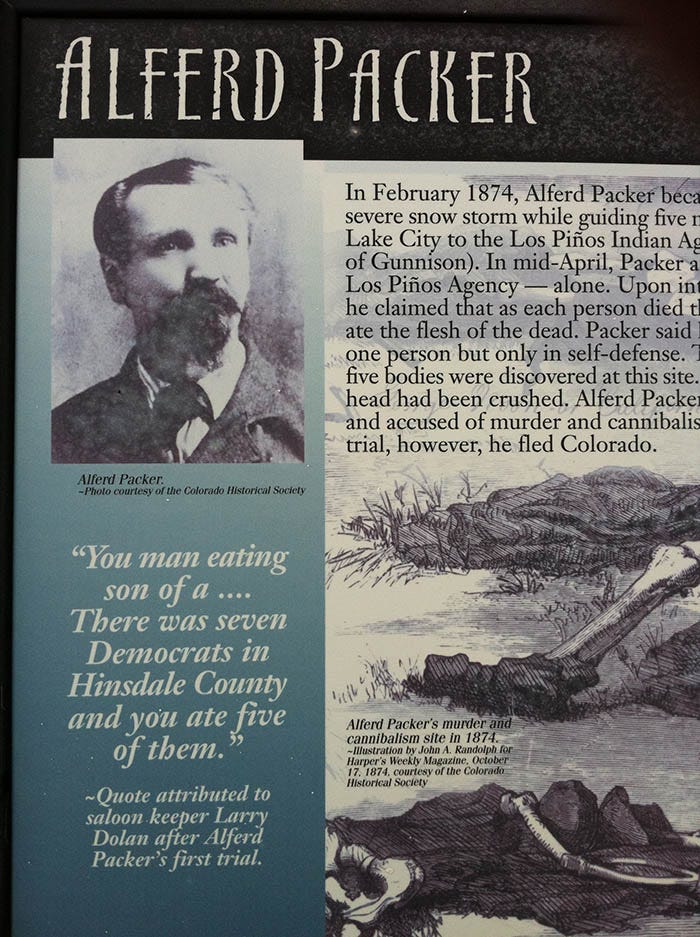 ALFERD PACKER
In February 1874, Alferd Packer
severe snow storm while guiding five
Lake City to the Los Piños Indian
of Gunnison). In mid-April, Packer
Los Piños Agency — alone. Upon
he claimed that as each person died
ate the flesh of the dead. Packer said
one person but only in self-defense.
five bodies were discovered at this site.
head had been crushed. Alferd Packer
and accused of murder and
trial, however, he fled Colorado.
Alferd Packer.
~Photo courtesy of the Colorado Historical Society
“You man eating
son of a ....
There was seven
Democrats in
Hinsdale County
and you ate five
of them.”
~Quote attributed to
saloon keeper Larry
Dolan after Alferd
Packer's first trial.
Alferd Packer's murder and
cannibalism site in 1874.
~Illustration by John A. Randolph for
Harper's Weekly Magazine, October
17, 1874, courtesy of the Colorado
Historical Society